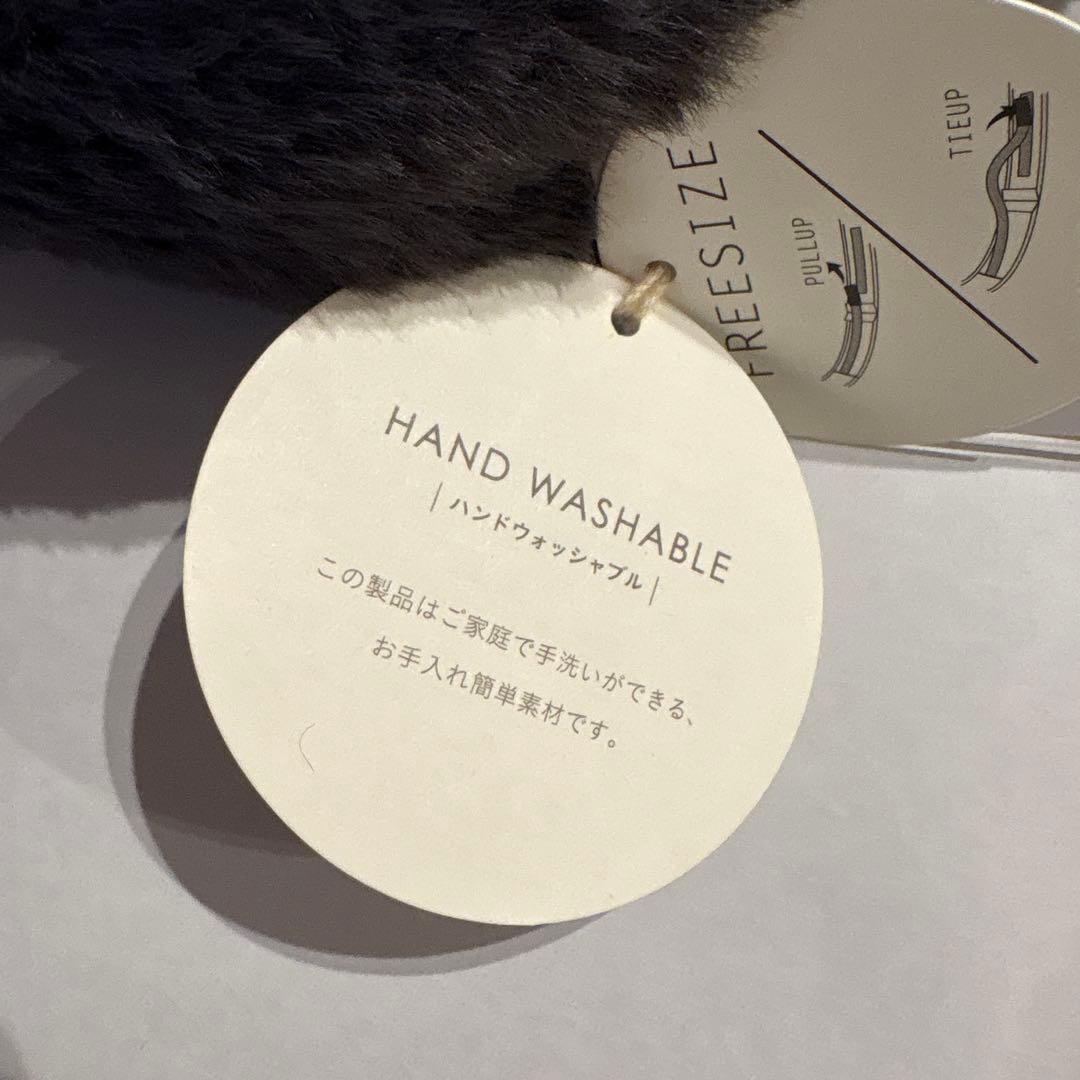 HAND WASHABLE
| ハンドウォッシャブル |
この製品はご家庭で手洗いができる、
お手入れ簡単素材です。
FREESIZE
PULLUP
TIEUP